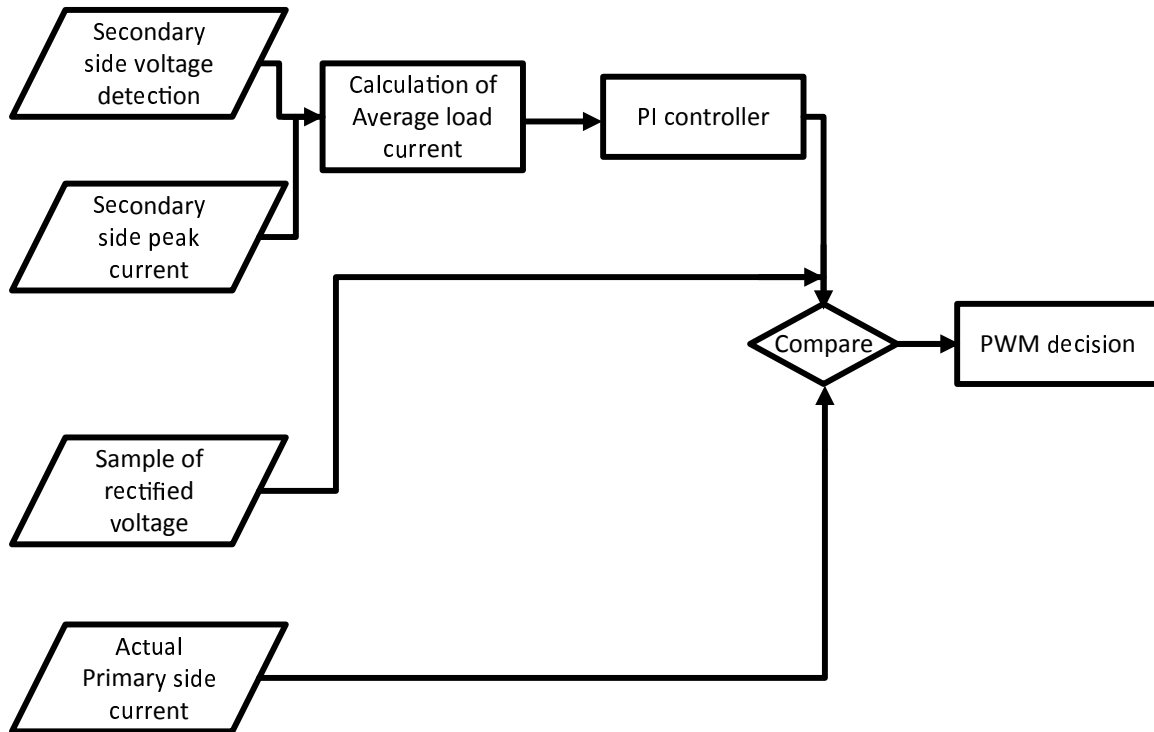 Secondary
side voltage
detection
Calculation of
Average load
current
PI controller
Secondary
side peak
current
Compare
PWM decision
Sample of
rectified
voltage
Actual
Primary side
current